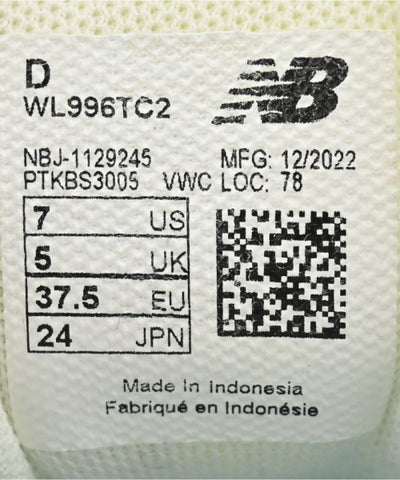 D
WL996TC2
NB
NBJ-1129245 MFG: 12/2022
PTKBS3005 VWC LOC: 78
7 US
5 UK
37.5 EU
24 JPN
Made in Indonesia
Fabriqué en Indonésie